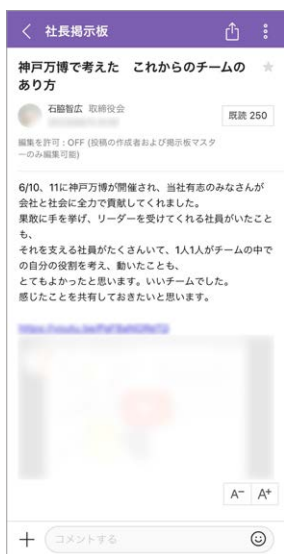 社長掲示板
神戸万博で考えた これからのチームの
あり方
石脇智広 取締役会
既読 250
編集を許可 : OFF (投稿の作成者および掲示板マスタ
ーのみ編集可能)
6/10、11に神戸万博が開催され、当社有志のみなさんが
会社と社会に全力で貢献してくれました。
果敢に手を挙げ、リーダーを受けてくれる社員がいたこと
も、
それを支える社員がたくさんいて、1人1人がチームの中で
の自分の役割を考え、動いたことも、
とてもよかったと思います。いいチームでした。
感じたことを共有しておきたいと思います。
A- A+
コメントする